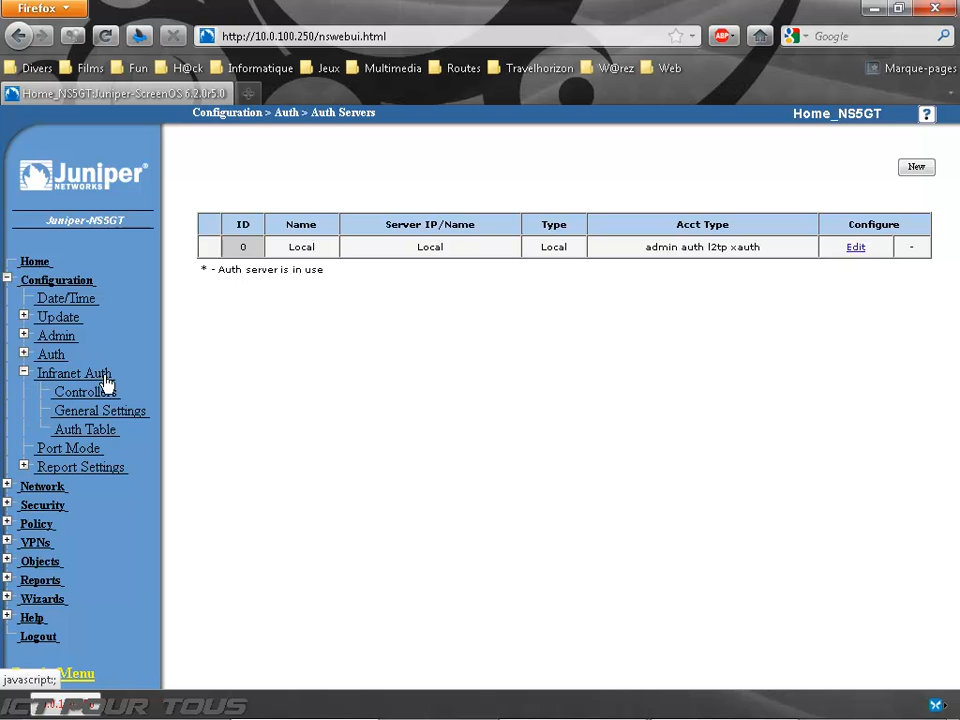 Firefox
http://10.0.100.250/nswebui.html
ABP
Google
Divers
Films
Fun
H@ck
Informatique
Jeux
Multimedia
Routes
Travelhorizon
W@rez
Web
Marque-pages
Home_NS5GT:Juniper-ScreenOS 6.2.0r5.0
Configuration > Auth > Auth Servers
Home_NS5GT
?
Juniper
NETWORKS
Juniper-NS5GT
New
ID Name Server IP/Name Type Acct Type Configure
0 Local Local Local admin auth l2tp xauth Edit -
* - Auth server is in use
Home
Configuration
Date/Time
Update
Admin
Auth
Infranet Auth
Controllers
General Settings
Auth Table
Port Mode
Report Settings
Network
Security
Policy
VPNs
Objects
Reports
Wizards
Help
Logout
Menu
javascript:;
ICT POUR TOUS